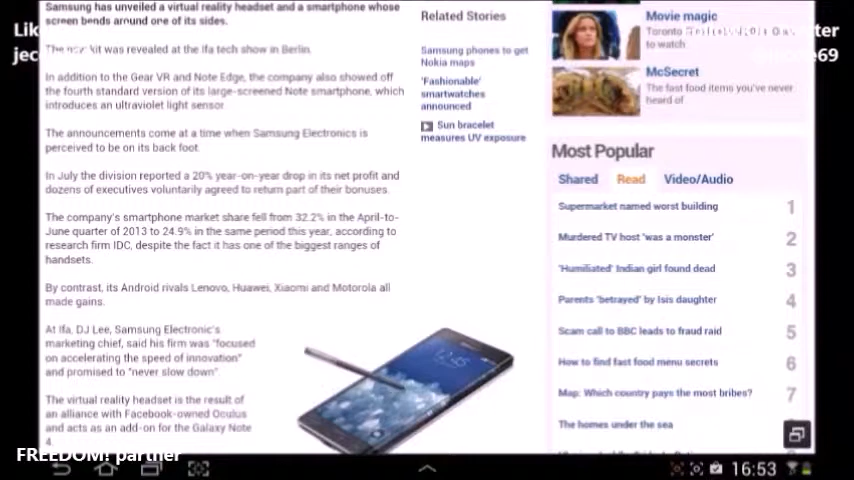 Samsung has unveiled a virtual reality headset and a smartphone whose
screen bends around one of its sides.
The new kit was revealed at the Ifa tech show in Berlin.
In addition to the Gear VR and Note Edge, the company also showed off
the fourth standard version of its large-screened Note smartphone, which
introduces an ultraviolet light sensor.
The announcements come at a time when Samsung Electronics is
perceived to be on its back foot.
In July the division reported a 20% year-on-year drop in its net profit and
dozens of executives voluntarily agreed to return part of their bonuses.
The company's smartphone market share fell from 32.2% in the April-to-
June quarter of 2013 to 24.9% in the same period this year, according to
research firm IDC, despite the fact it has one of the biggest ranges of
handsets.
By contrast, its Android rivals Lenovo, Huawei, Xiaomi and Motorola all
made gains.
At Ifa, DJ Lee, Samsung Electronic's
marketing chief, said his firm was "focused
on accelerating the speed of innovation"
and promised to "never slow down".
The virtual reality headset is the result of
an alliance with Facebook-owned Oculus
and acts as an add-on for the Galaxy Note
4.
Related Stories
Samsung phones to get
Nokia maps
'Fashionable'
smartwatches
announced
Sun bracelet
measures UV exposure
Movie magic
Toronto
to watch
McSecret
The fast food items you've never
heard of
Most Popular
Shared Read Video/Audio
Supermarket named worst building 1
Murdered TV host 'was a monster' 2
'Humiliated' Indian girl found dead 3
Parents 'betrayed' by Isis daughter 4
Scam call to BBC leads to fraud raid 5
How to find fast food menu secrets 6
Map: Which country pays the most bribes? 7
The homes under the sea
12:45
FREEDOM! partner
16:53